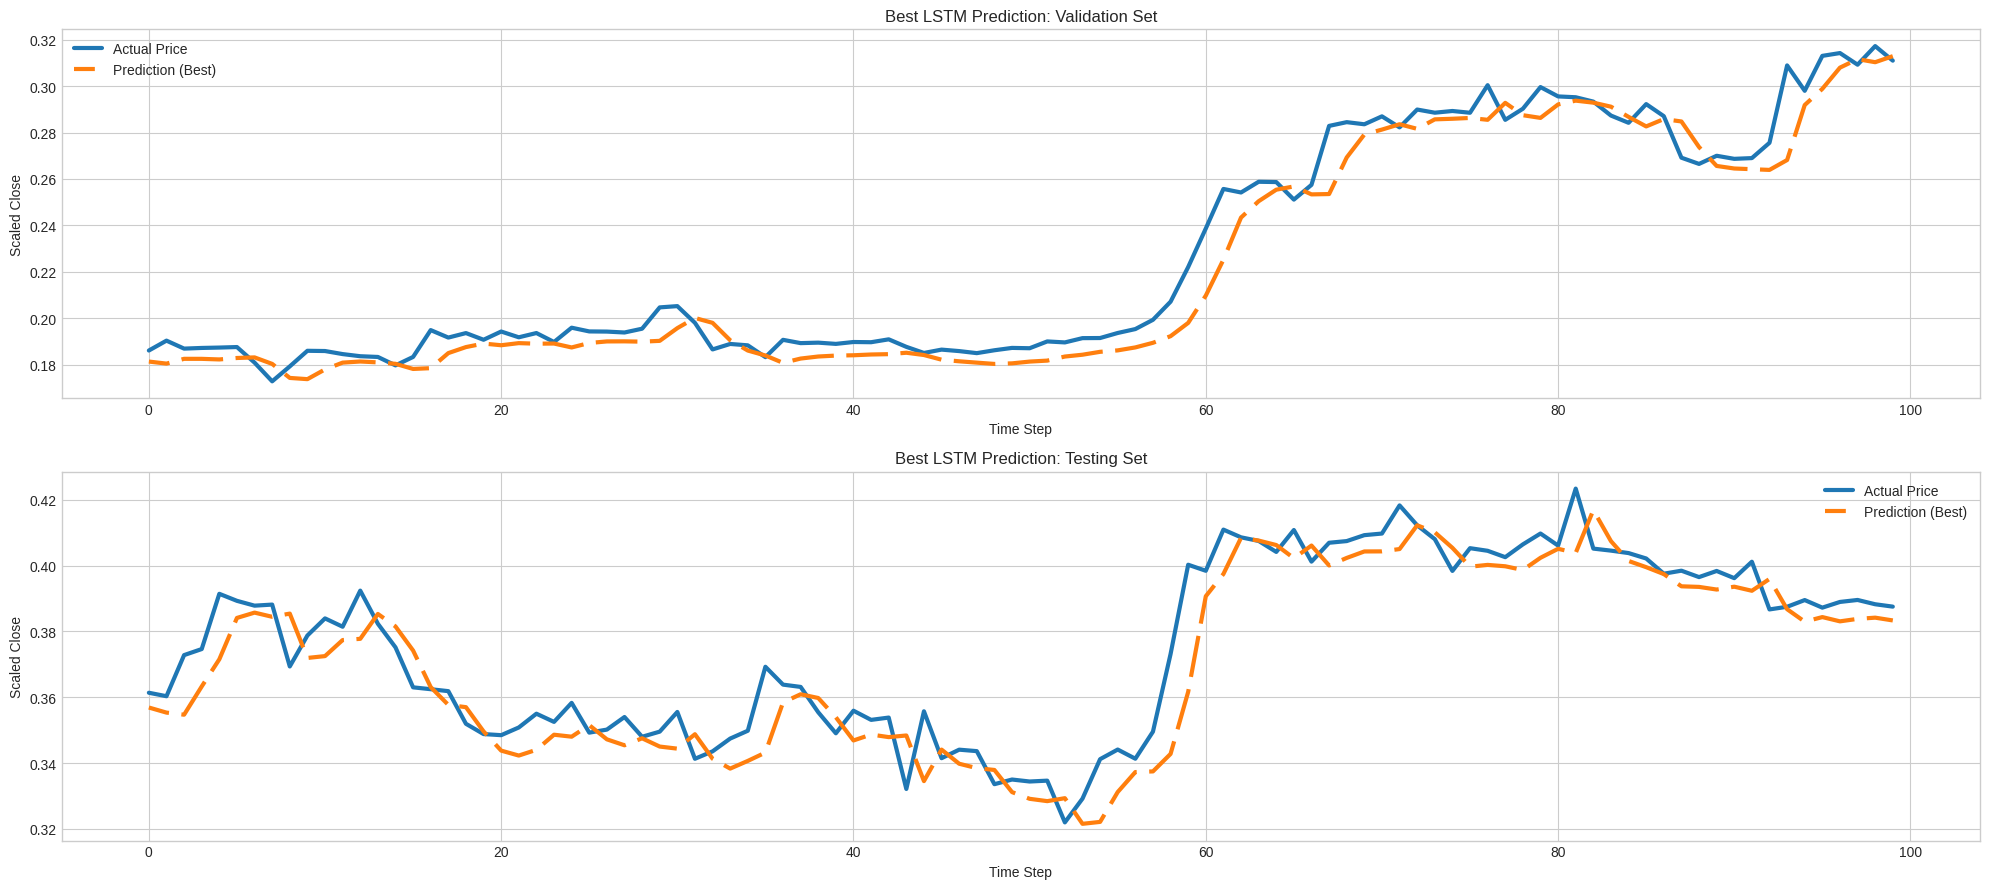 Best LSTM Prediction: Validation Set
0.32
0.30
0.28
0.26
0.24
0.22
0.20
0.18
Scaled Close
Actual Price
Prediction (Best)
0 20 40 60 80 100
Time Step
Best LSTM Prediction: Testing Set
0.42
0.40
0.38
0.36
0.34
0.32
Scaled Close
Actual Price
Prediction (Best)
0 20 40 60 80 100
Time Step